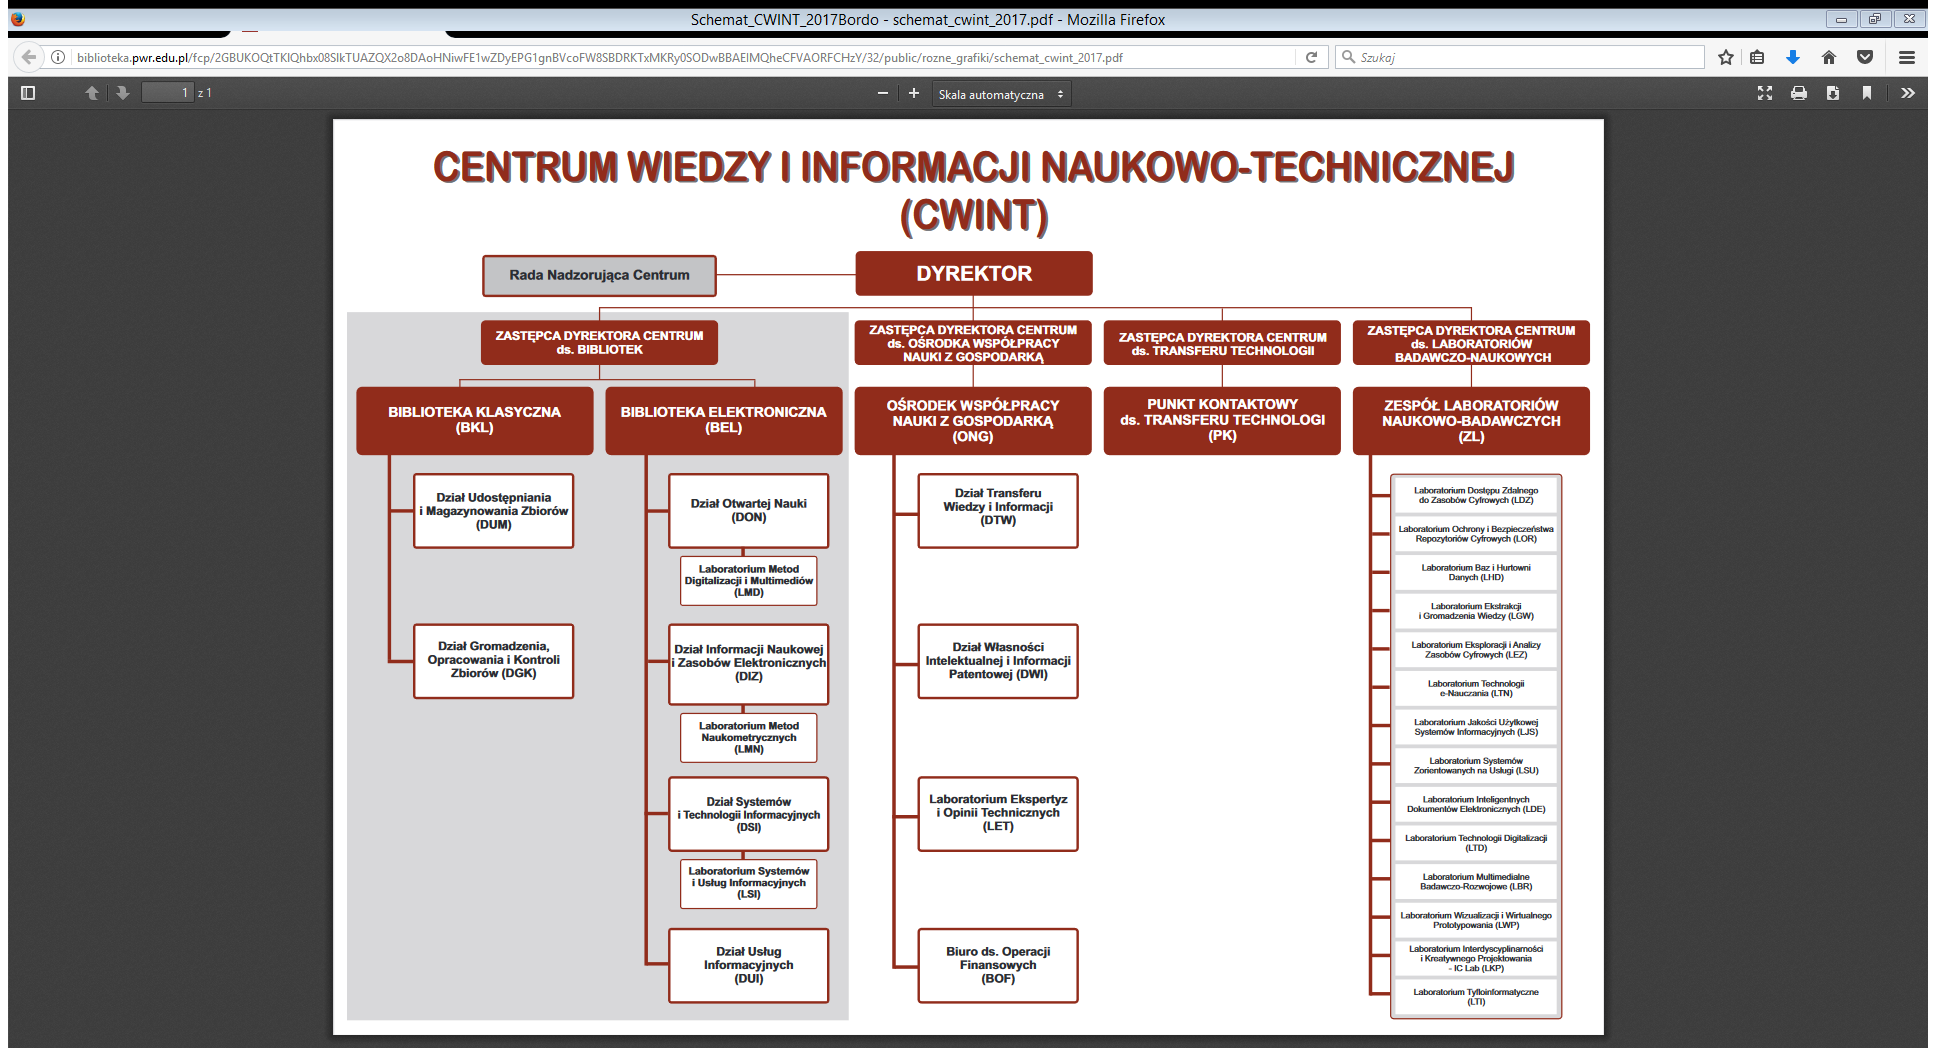 Schemat_CWINT_2017Bordo - schemat_cwint_2017.pdf - Mozilla Firefox
biblioteka.pwr.edu.pl/fcp/2GBUKOQtTKlQhbx08SlkTUAZQX2o8DAoHNiwFE1wZDyEPG1gnBVcoFW8SBDRKTxMKRy0SODwBBAEIMQheCFVAORFCHzY/32/public/rozne_grafiki/schemat_cwint_2017.pdf
Szukaj
1 z 1
Skala automatyczna
CENTRUM WIEDZY I INFORMACJI NAUKOWO-TECHNICZNEJ
(CWINT)
Rada Nadzorująca Centrum
DYREKTOR
ZASTĘPCA DYREKTORA CENTRUM
ds. BIBLIOTEK
ZASTĘPCA DYREKTORA CENTRUM
ds. OŚRODKA WSPÓŁPRACY
NAUKI Z GOSPODARKĄ
ZASTĘPCA DYREKTORA CENTRUM
ds. TRANSFERU TECHNOLOGII
ZASTĘPCA DYREKTORA CENTRUM
ds. LABORATORIÓW
BADAWCZO-NAUKOWYCH
BIBLIOTEKA KLASYCZNA
(BKL)
BIBLIOTEKA ELEKTRONICZNA
(BEL)
OŚRODEK WSPÓŁPRACY
NAUKI Z GOSPODARKĄ
(ONG)
PUNKT KONTAKTOWY
ds. TRANSFERU TECHNOLOGI
(PK)
ZESPÓŁ LABORATORIÓW
NAUKOWO-BADAWCZYCH
(ZL)
Dział Udostępniania
i Magazynowania Zbiorów
(DUM)
Dział Gromadzenia,
Opracowania i Kontroli
Zbiorów (DGK)
Dział Otwartej Nauki
(DON)
Laboratorium Metod
Digitalizacji i Multimediów
(LMD)
Dział Informacji Naukowej
i Zasobów Elektronicznych
(DIZ)
Laboratorium Metod
Naukometrycznych
(LMN)
Dział Systemów
i Technologii Informacyjnych
(DSI)
Laboratorium Systemów
i Usług Informacyjnych
(LSI)
Dział Usług
Informacyjnych
(DUI)
Dział Transferu
Wiedzy i Informacji
(DTW)
Dział Własności
Intelektualnej i Informacji
Patentowej (DWI)
Laboratorium Ekspertyz
i Opinii Technicznych
(LET)
Biuro ds. Operacji
Finansowych
(BOF)
Laboratorium Dostępu Zdalnego
do Zasobów Cyfrowych (LDZ)
Laboratorium Ochrony i Bezpieczeństwa
Repozytoriów Cyfrowych (LOR)
Laboratorium Baz i Hurtowni
Danych (LHD)
Laboratorium Ekstrakcji
i Gromadzenia Wiedzy (LGW)
Laboratorium Eksploracji i Analizy
Zasobów Cyfrowych (LEZ)
Laboratorium Technologii
e-Nauczania (LTN)
Laboratorium Jakości Użytkowej
Systemów Informacyjnych (LJS)
Laboratorium Systemów
Zorientowanych na Usługi (LSU)
Laboratorium Inteligentnych
Dokumentów Elektronicznych (LDE)
Laboratorium Technologii Digitalizacji
(LTD)
Laboratorium Multimedialne
Badawczo-Rozwojowe (LBR)
Laboratorium Wizualizacji i Wirtualnego
Prototypowania (LWP)
Laboratorium Interdyscyplinarności
i Kreatywnego Projektowania
- IC Lab (LKP)
Laboratorium Tyfloinformatyczne
(LTI)